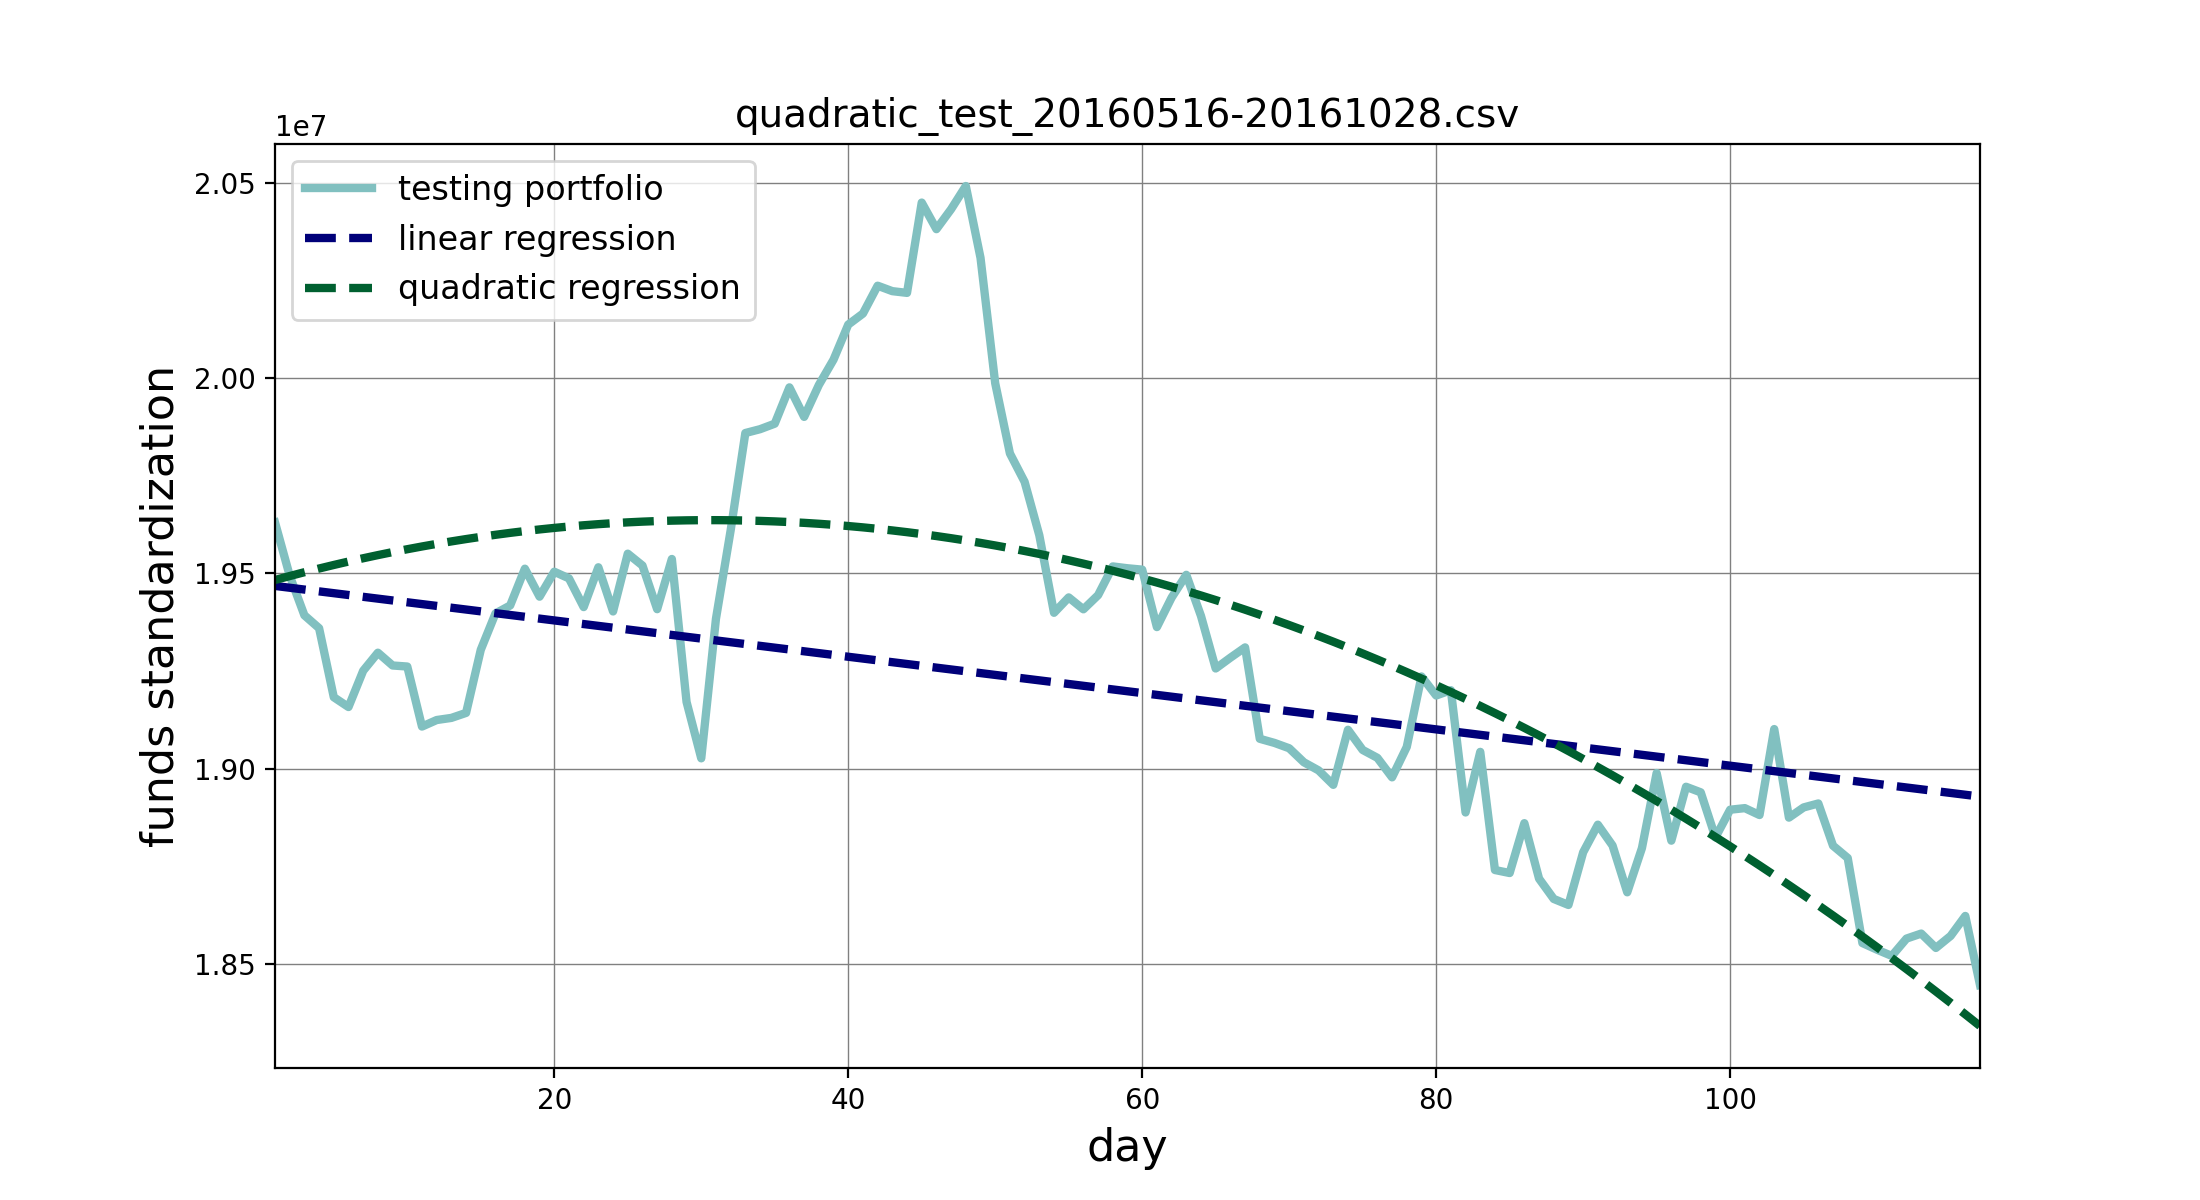 quadratic_test_20160516-20161028.csv
1e7
testing portfolio
linear regression
quadratic regression
2.05
2.00
1.95
1.90
1.85
funds standardization
20 40 60 80 100
day